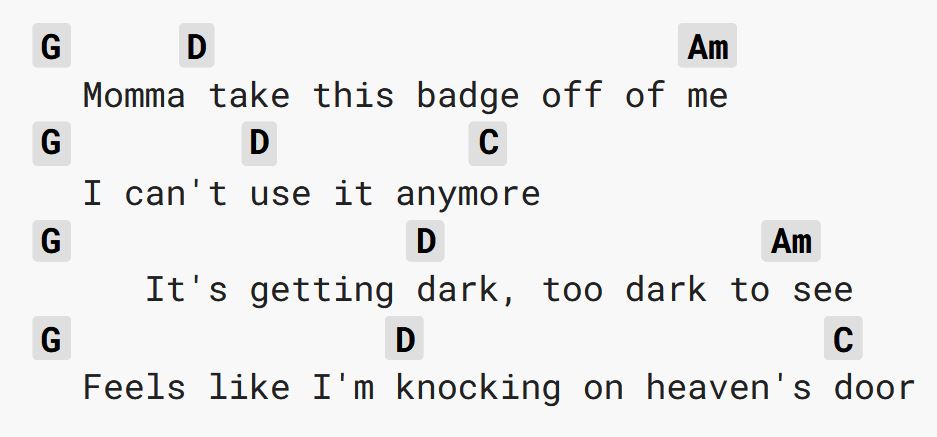 G D Am
Momma take this badge off of me
G D C
I can't use it anymore
G D Am
It's getting dark, too dark to see
G D C
Feels like I'm knocking on heaven's door